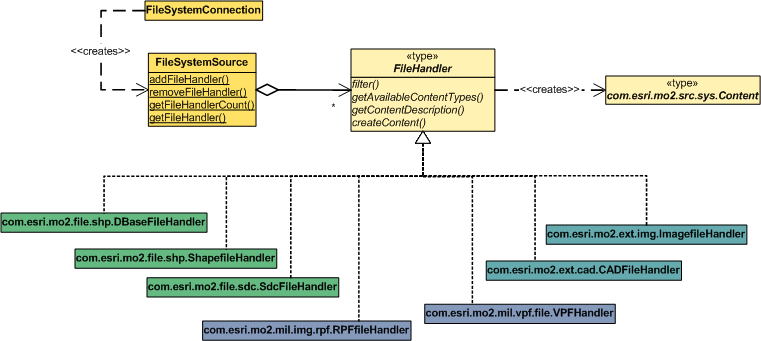 FileSystemConnection
<<creates>>
FileSystemSource
addFileHandler()
removeFileHandler()
getFileHandlerCount()
getFileHandler()
*
«type»
FileHandler
filter()
getAvailableContentTypes()
getContentDescription()
createContent()
<<creates>>
«type»
com.esri.mo2.src.sys.Content
com.esri.mo2.file.shp.DBaseFileHandler
com.esri.mo2.ext.img.ImagefileHandler
com.esri.mo2.file.shp.ShapefileHandler
com.esri.mo2.ext.cad.CADFileHandler
com.esri.mo2.file.sdc.SdcFileHandler
com.esri.mo2.mil.vpf.file.VPFHandler
com.esri.mo2.mil.img.rpf.RPFfileHandler